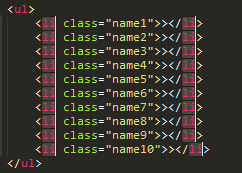 <ul>
<li class="name1">></li>
<li class="name2">></li>
<li class="name3">></li>
<li class="name4">></li>
<li class="name5">></li>
<li class="name6">></li>
<li class="name7">></li>
<li class="name8">></li>
<li class="name9">></li>
<li class="name10">></li>
</ul>